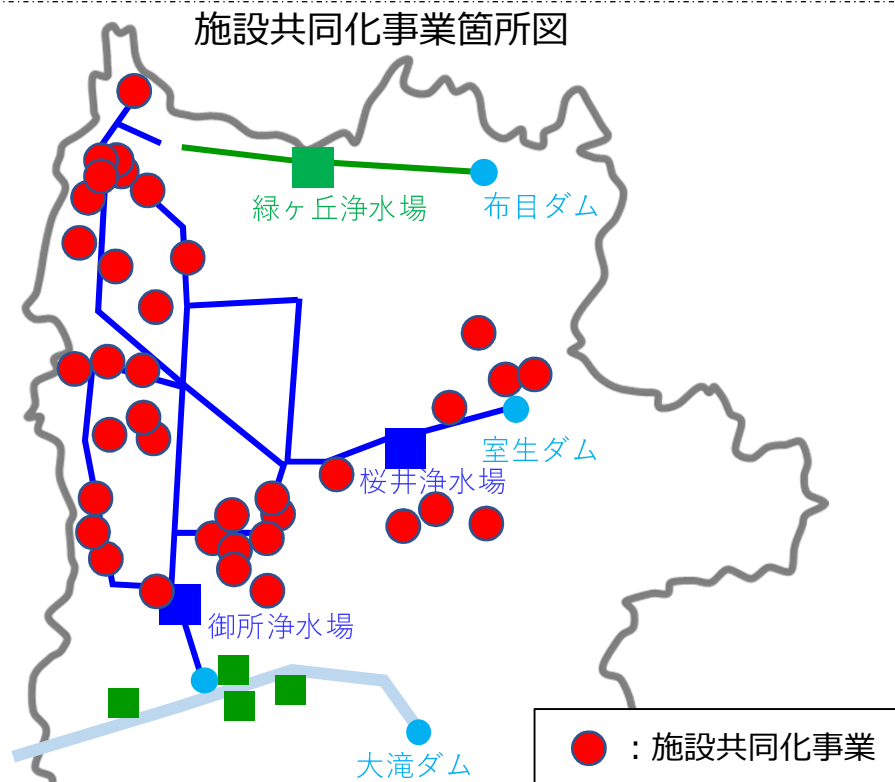 施設共同化事業箇所図
緑ヶ丘浄水場
布目ダム
室生ダム
桜井浄水場
御所浄水場
大滝ダム
：施設共同化事業